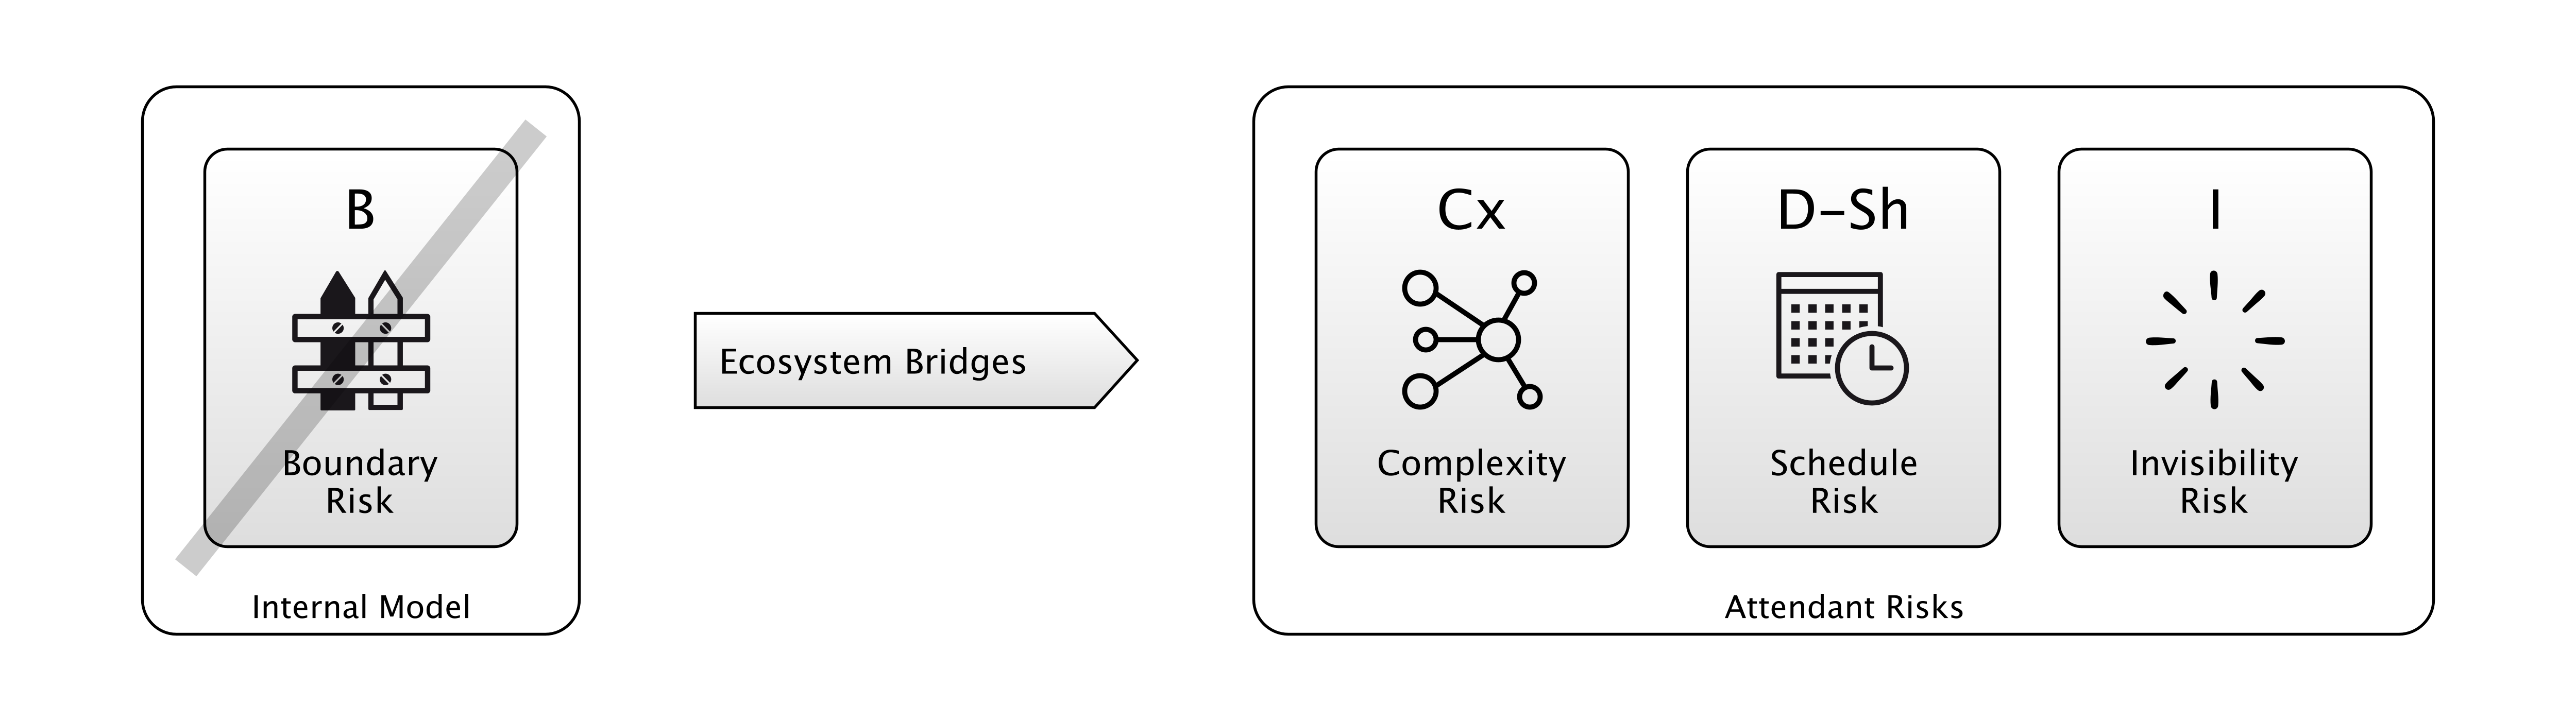 B
Boundary
Risk
Internal Model
Ecosystem Bridges
Cx
Complexity
Risk
D-Sh
Schedule
Risk
I
Invisibility
Risk
Attendant Risks